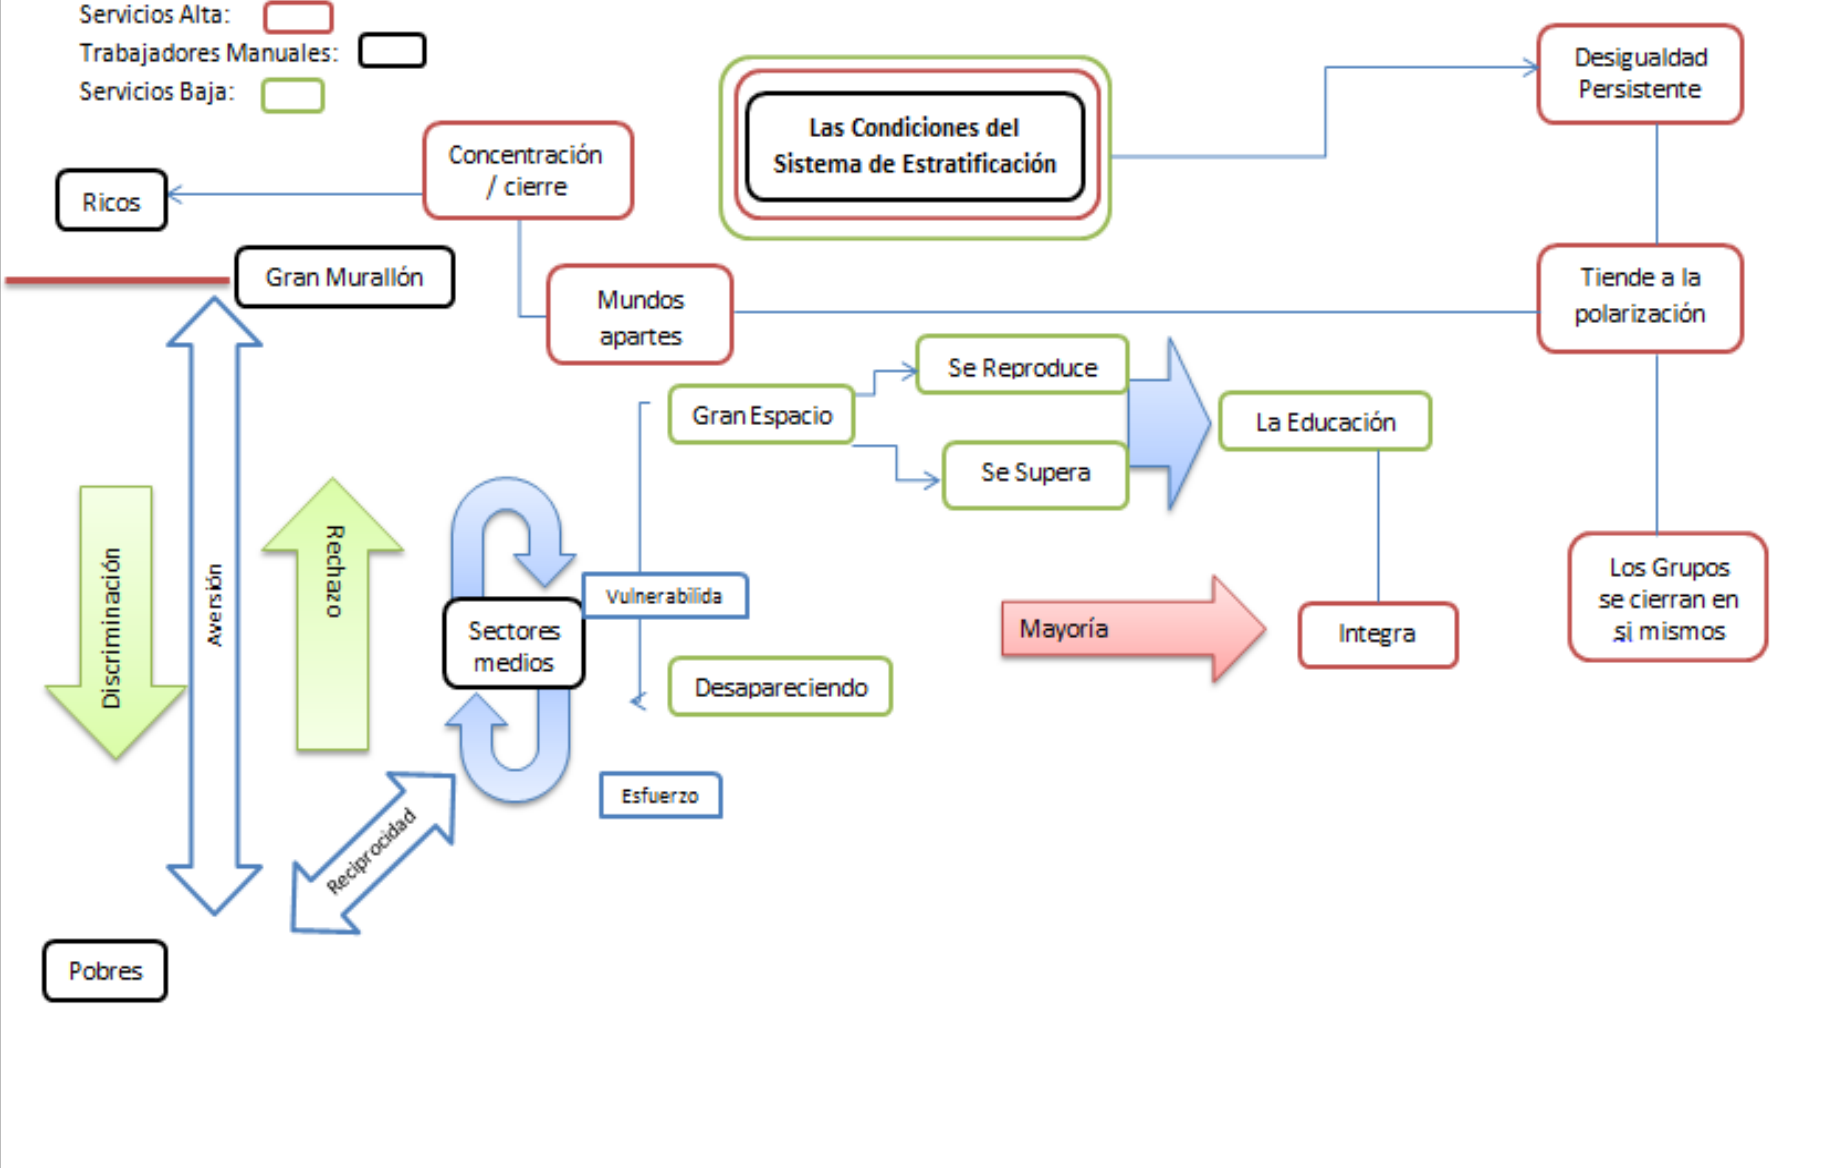 Servicios Alta:
Trabajadores Manuales:
Servicios Baja:
Las Condiciones del
Sistema de Estratificación
Desigualdad
Persistente
Concentración
/ cierre
Ricos
Gran Murallón
Mundos
apartes
Tiende a la
polarización
Se Reproduce
Gran Espacio
La Educación
Se Supera
Discriminación
Aversión
Rechazo
Vulnerabilida
Sectores
medios
Mayoría
Integra
Los Grupos
se cierran en
si mismos
Desapareciendo
Esfuerzo
Reciprocidad
Pobres